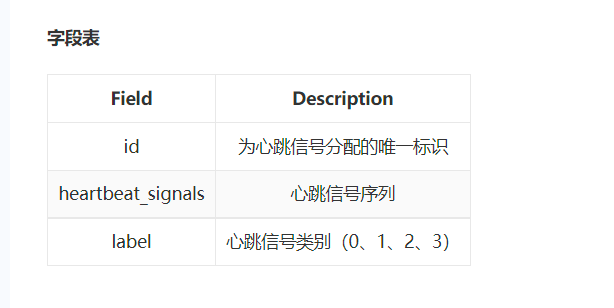 字段表
Field Description
id 为心跳信号分配的唯一标识
heartbeat_signals 心跳信号序列
label 心跳信号类别（0、1、2、3）